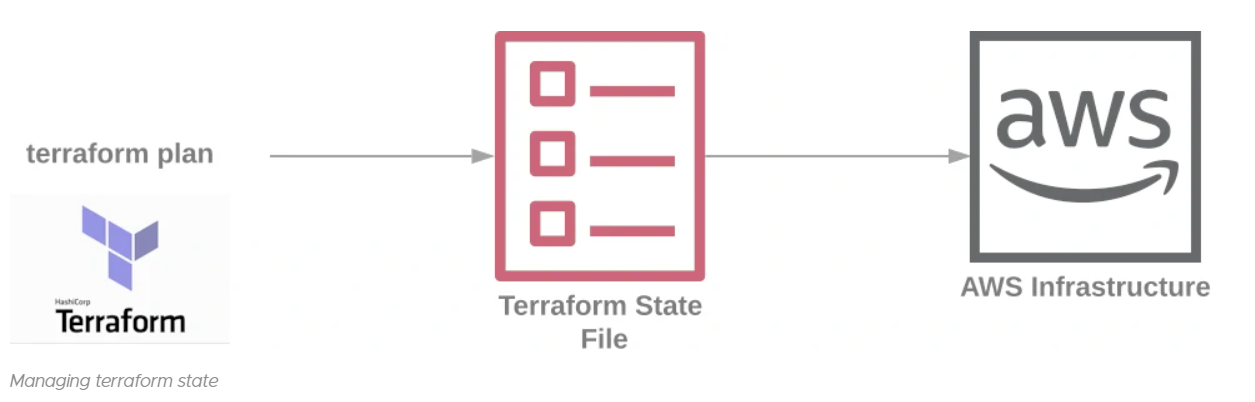 terraform plan
HashiCorp
Terraform
Terraform State
File
aws
AWS Infrastructure
Managing terraform state